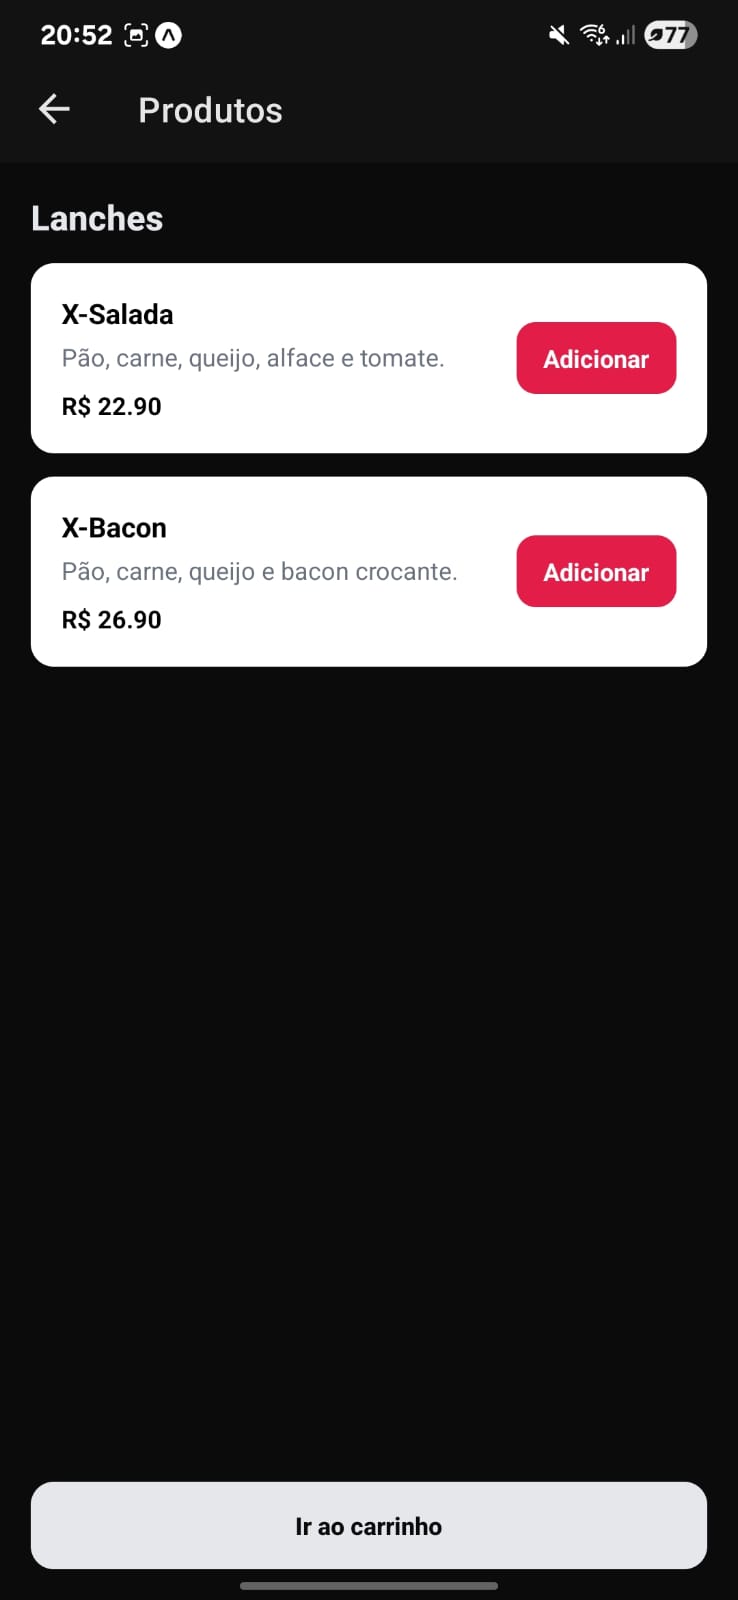 20:52
6
77
Produtos
Lanches
X-Salada
Pão, carne, queijo, alface e tomate.
R$ 22.90
Adicionar
X-Bacon
Pão, carne, queijo e bacon crocante.
R$ 26.90
Adicionar
Ir ao carrinho